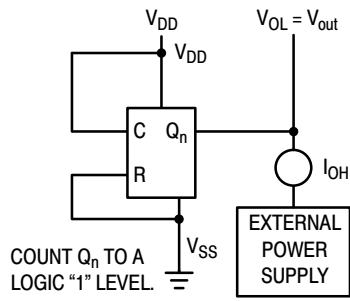 V_DD
V_OL = V_out
V_DD
C Q_n
R
I_OH
EXTERNAL
POWER
SUPPLY
V_SS
COUNT Q_n TO A
LOGIC "1" LEVEL.